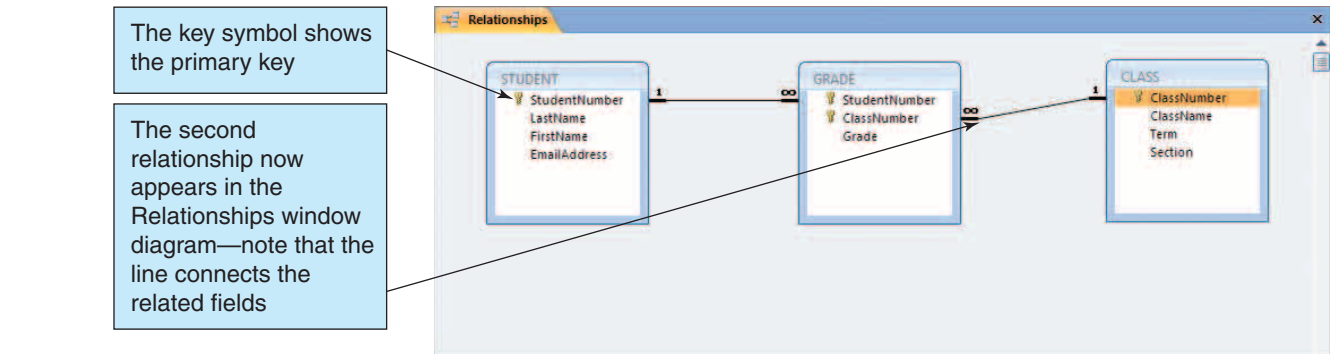 The key symbol shows
the primary key
The second
relationship now
appears in the
Relationships window
diagram—note that the
line connects the
related fields
Relationships
STUDENT
StudentNumber
LastName
FirstName
EmailAddress
1
∞
GRADE
StudentNumber
ClassNumber
Grade
∞
1
CLASS
ClassNumber
ClassName
Term
Section